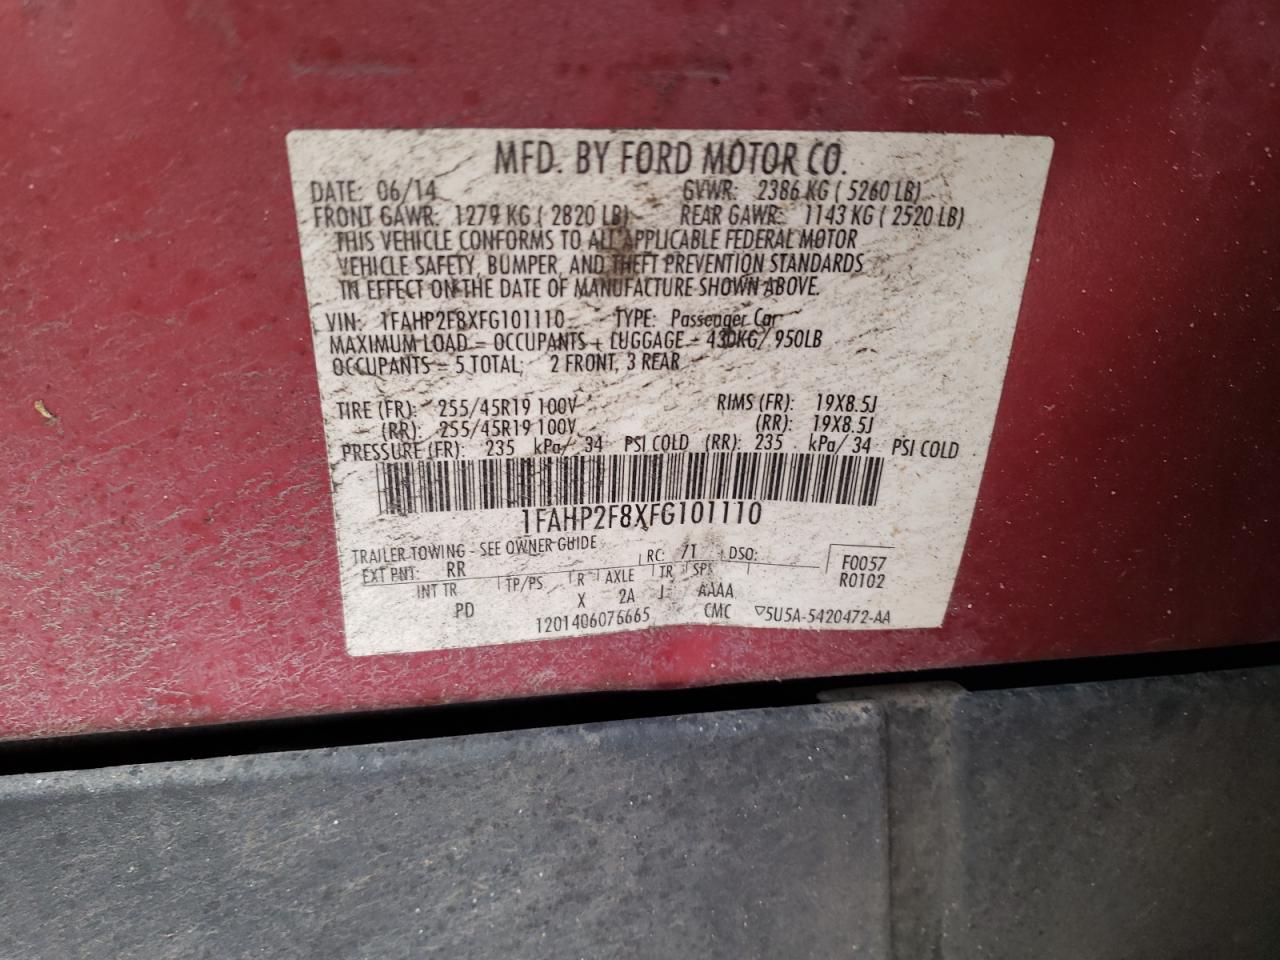 MFD. BY FORD MOTOR CO.
DATE: 06/14 GVWR: 2386 KG ( 5260 LB)
FRONT GAWR: 1279 KG ( 2820 LB) REAR GAWR: 1143 KG ( 2520 LB)
THIS VEHICLE CONFORMS TO ALL APPLICABLE FEDERAL MOTOR
VEHICLE SAFETY, BUMPER, AND THEFT PREVENTION STANDARDS
IN EFFECT ON THE DATE OF MANUFACTURE SHOWN ABOVE.
VIN: 1FAHP2F8XFG101110 TYPE: Passenger Car
MAXIMUM LOAD = OCCUPANTS + LUGGAGE = 430KG/ 950LB
OCCUPANTS = 5 TOTAL; 2 FRONT, 3 REAR
TIRE (FR): 255/45R19 100V RIMS (FR): 19X8.5J
(RR): 255/45R19 100V (RR): 19X8.5J
PRESSURE (FR): 235 kPa/ 34 PSI COLD (RR): 235 kPa/ 34 PSI COLD
1FAHP2F8XFG101110
TRAILER TOWING - SEE OWNER GUIDE
EXT PNT: RR RC: 71 DSO: F0057
INT TR TP/PS R AXLE TR SPR R0102
PD X 2A J AAAA
1201406076665 CMC ▽5U5A-5420472-AA